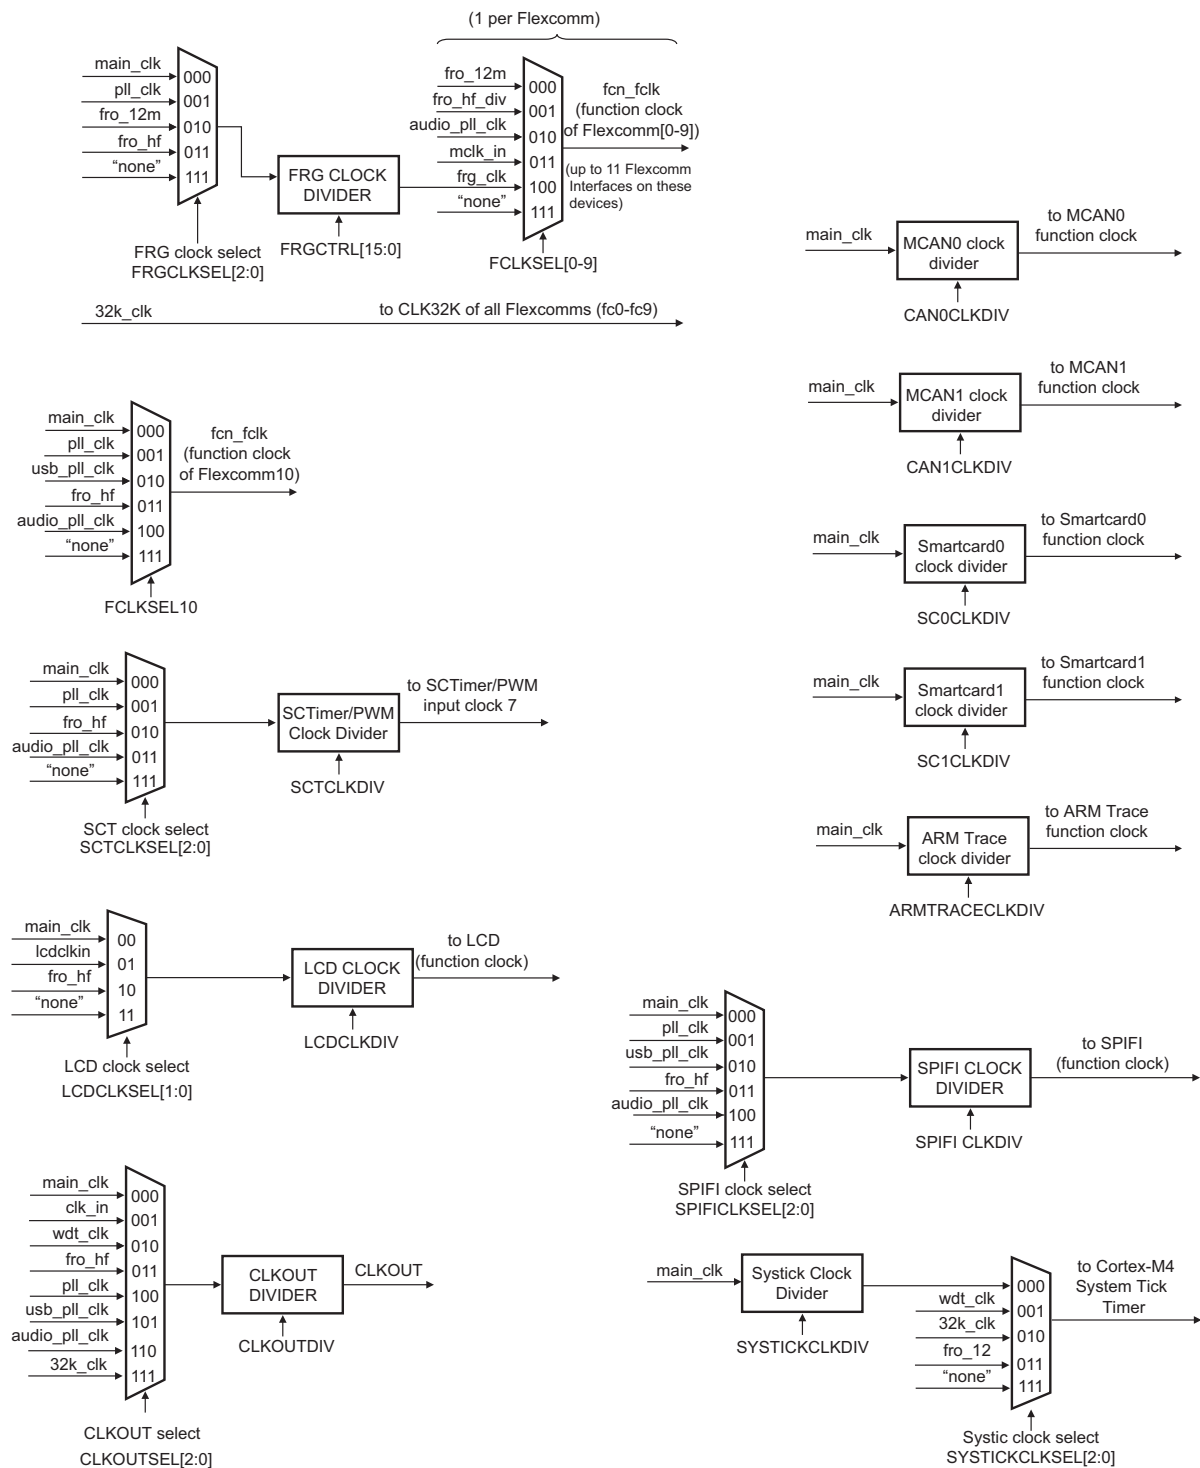 (1 per Flexcomm)
main_clk
000
pll_clk
001
fro_12m
010
fro_hf
011
“none”
111
FRG clock select
FRGCLKSEL[2:0]
FRG CLOCK
DIVIDER
FRGCTRL[15:0]
fro_12m
000
fro_hf_div
001
audio_pll_clk
010
mclk_in
011
frg_clk
100
“none”
111
FCLKSEL[0-9]
fcn_fclk
(function clock
of Flexcomm[0-9])
(up to 11 Flexcomm
Interfaces on these
devices)
32k_clk
to CLK32K of all Flexcomms (fc0-fc9)
main_clk
MCAN0 clock
divider
CAN0CLKDIV
to MCAN0
function clock
main_clk
MCAN1 clock
divider
CAN1CLKDIV
to MCAN1
function clock
main_clk
000
pll_clk
001
usb_pll_clk
010
fro_hf
011
audio_pll_clk
100
“none”
111
FCLKSEL10
fcn_fclk
(function clock
of Flexcomm10)
main_clk
Smartcard0
clock divider
SC0CLKDIV
to Smartcard0
function clock
main_clk
000
pll_clk
001
fro_hf
010
audio_pll_clk
011
“none”
111
SCT clock select
SCTCLKSEL[2:0]
SCTimer/PWM
Clock Divider
SCTCLKDIV
to SCTimer/PWM
input clock 7
main_clk
Smartcard1
clock divider
SC1CLKDIV
to Smartcard1
function clock
main_clk
ARM Trace
clock divider
ARMTRACECLKDIV
to ARM Trace
function clock
main_clk
00
lcdclkin
01
fro_hf
10
“none”
11
LCD clock select
LCDCLKSEL[1:0]
LCD CLOCK
DIVIDER
LCDCLKDIV
to LCD
(function clock)
main_clk
000
pll_clk
001
usb_pll_clk
010
fro_hf
011
audio_pll_clk
100
“none”
111
SPIFI clock select
SPIFICLKSEL[2:0]
SPIFI CLOCK
DIVIDER
SPIFI CLKDIV
to SPIFI
(function clock)
main_clk
000
clk_in
001
wdt_clk
010
fro_hf
011
pll_clk
100
usb_pll_clk
101
audio_pll_clk
110
32k_clk
111
CLKOUT select
CLKOUTSEL[2:0]
CLKOUT
DIVIDER
CLKOUTDIV
CLKOUT
main_clk
Systick Clock
Divider
SYSTICKCLKDIV
000
wdt_clk
001
32k_clk
010
fro_12
011
“none”
111
Systic clock select
SYSTICKCLKSEL[2:0]
to Cortex-M4
System Tick
Timer